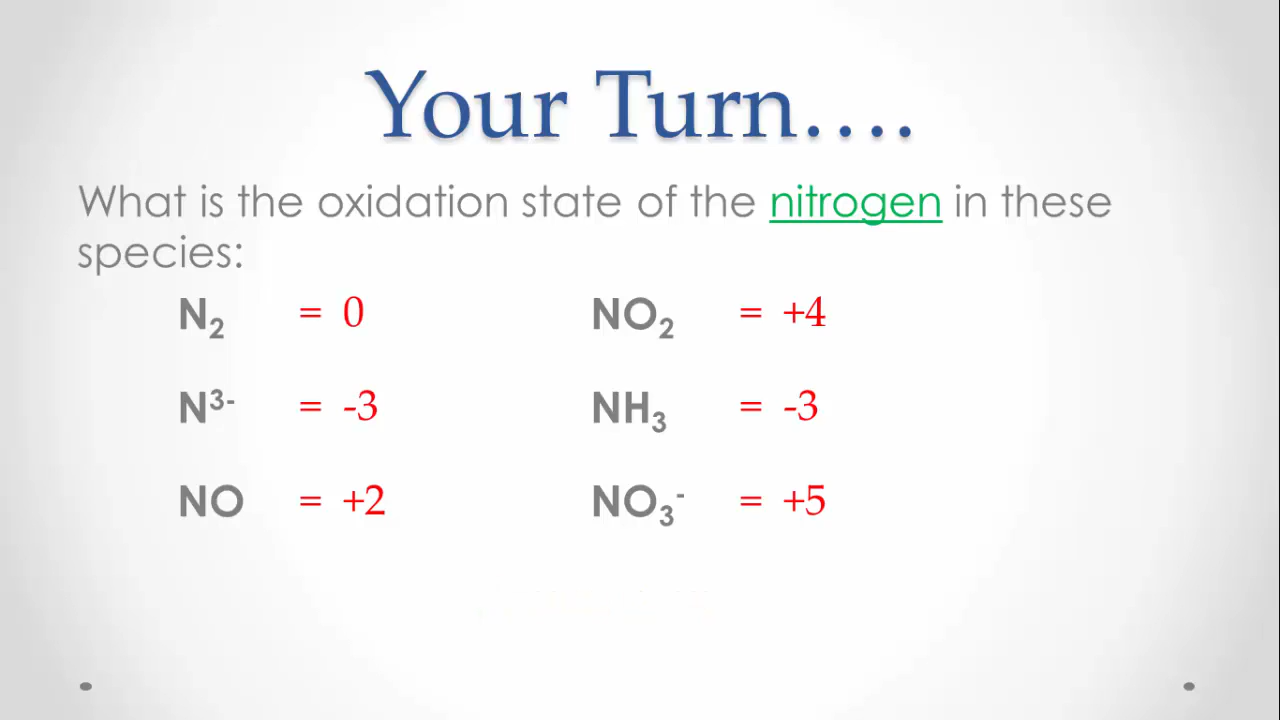 Your Turn….
What is the oxidation state of the nitrogen in these
species:
N₂ = 0 NO₂ = +4
N³⁻ = -3 NH₃ = -3
NO = +2 NO₃⁻ = +5